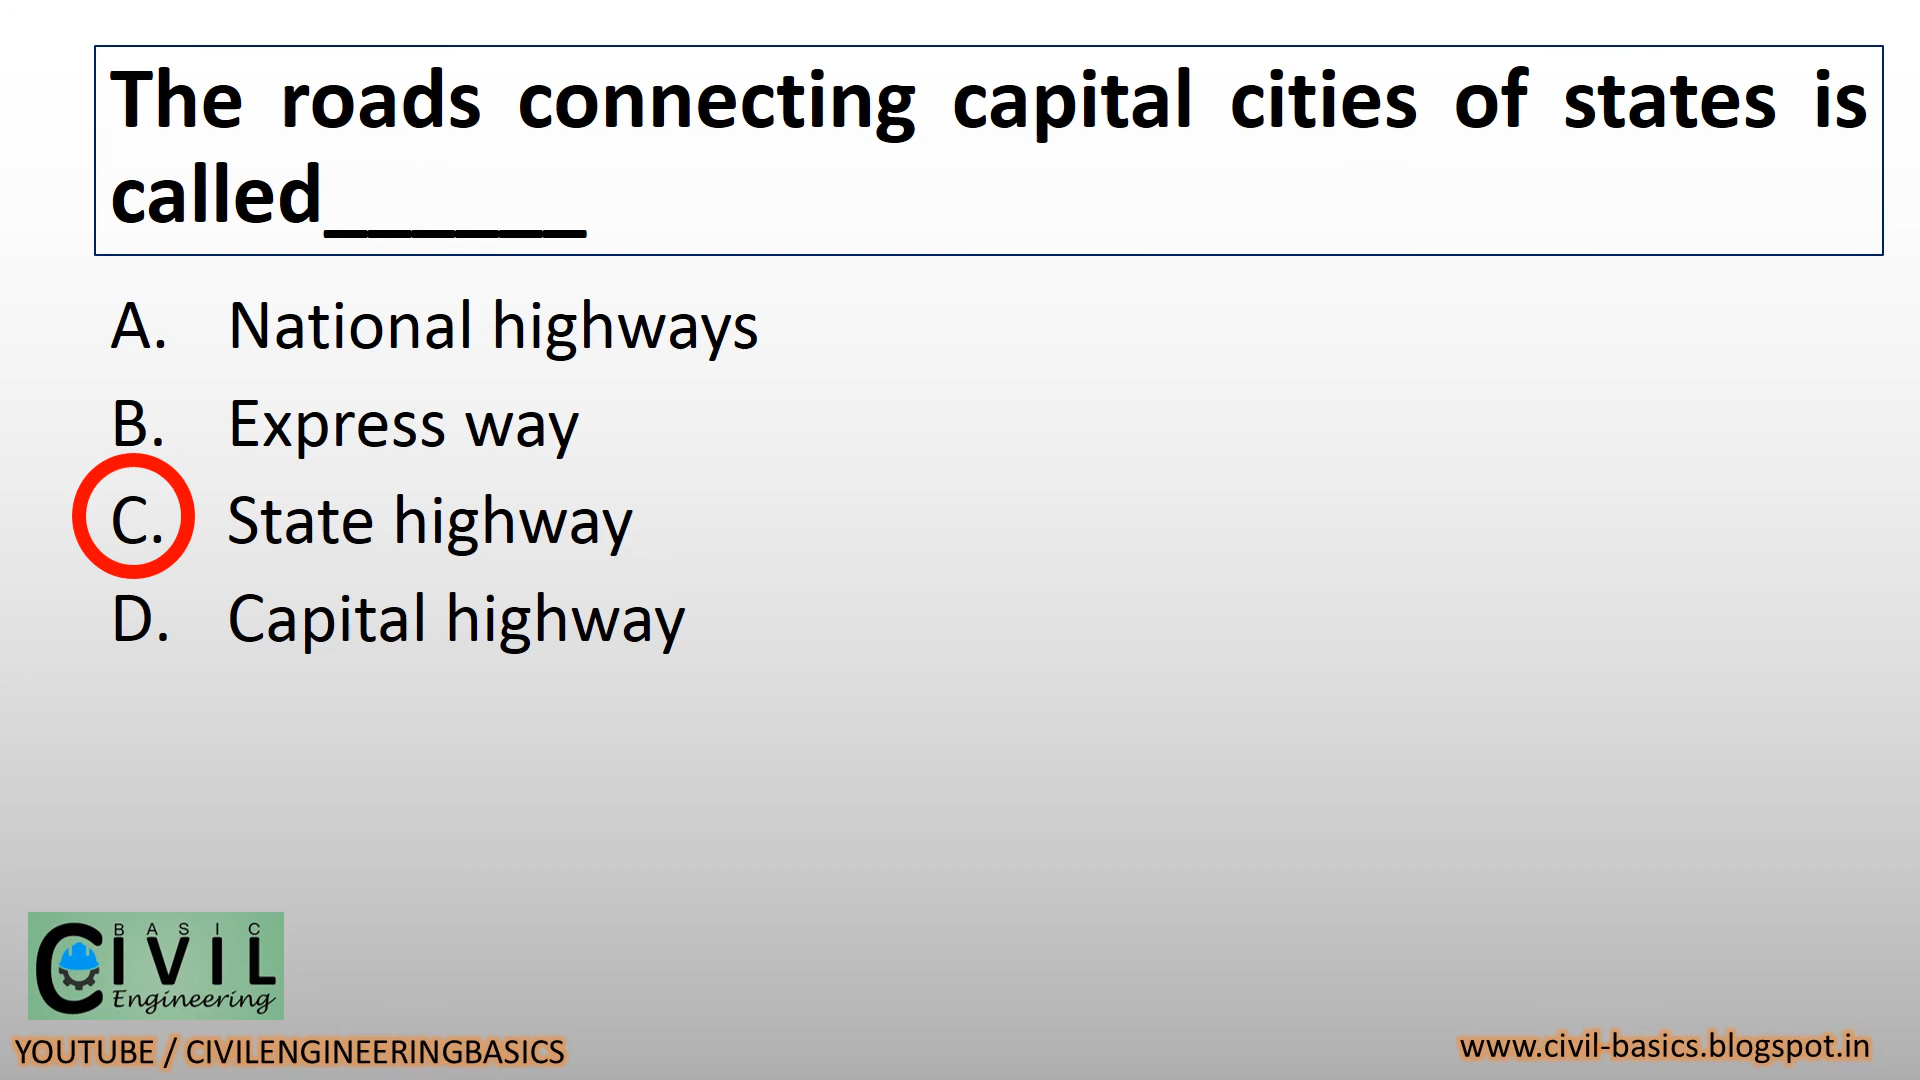 The roads connecting capital cities of states is
called______
A. National highways
B. Express way
C. State highway
D. Capital highway
BASIC
CIVIL
Engineering
YOUTUBE / CIVILENGINEERINGBASICS
www.civil-basics.blogspot.in